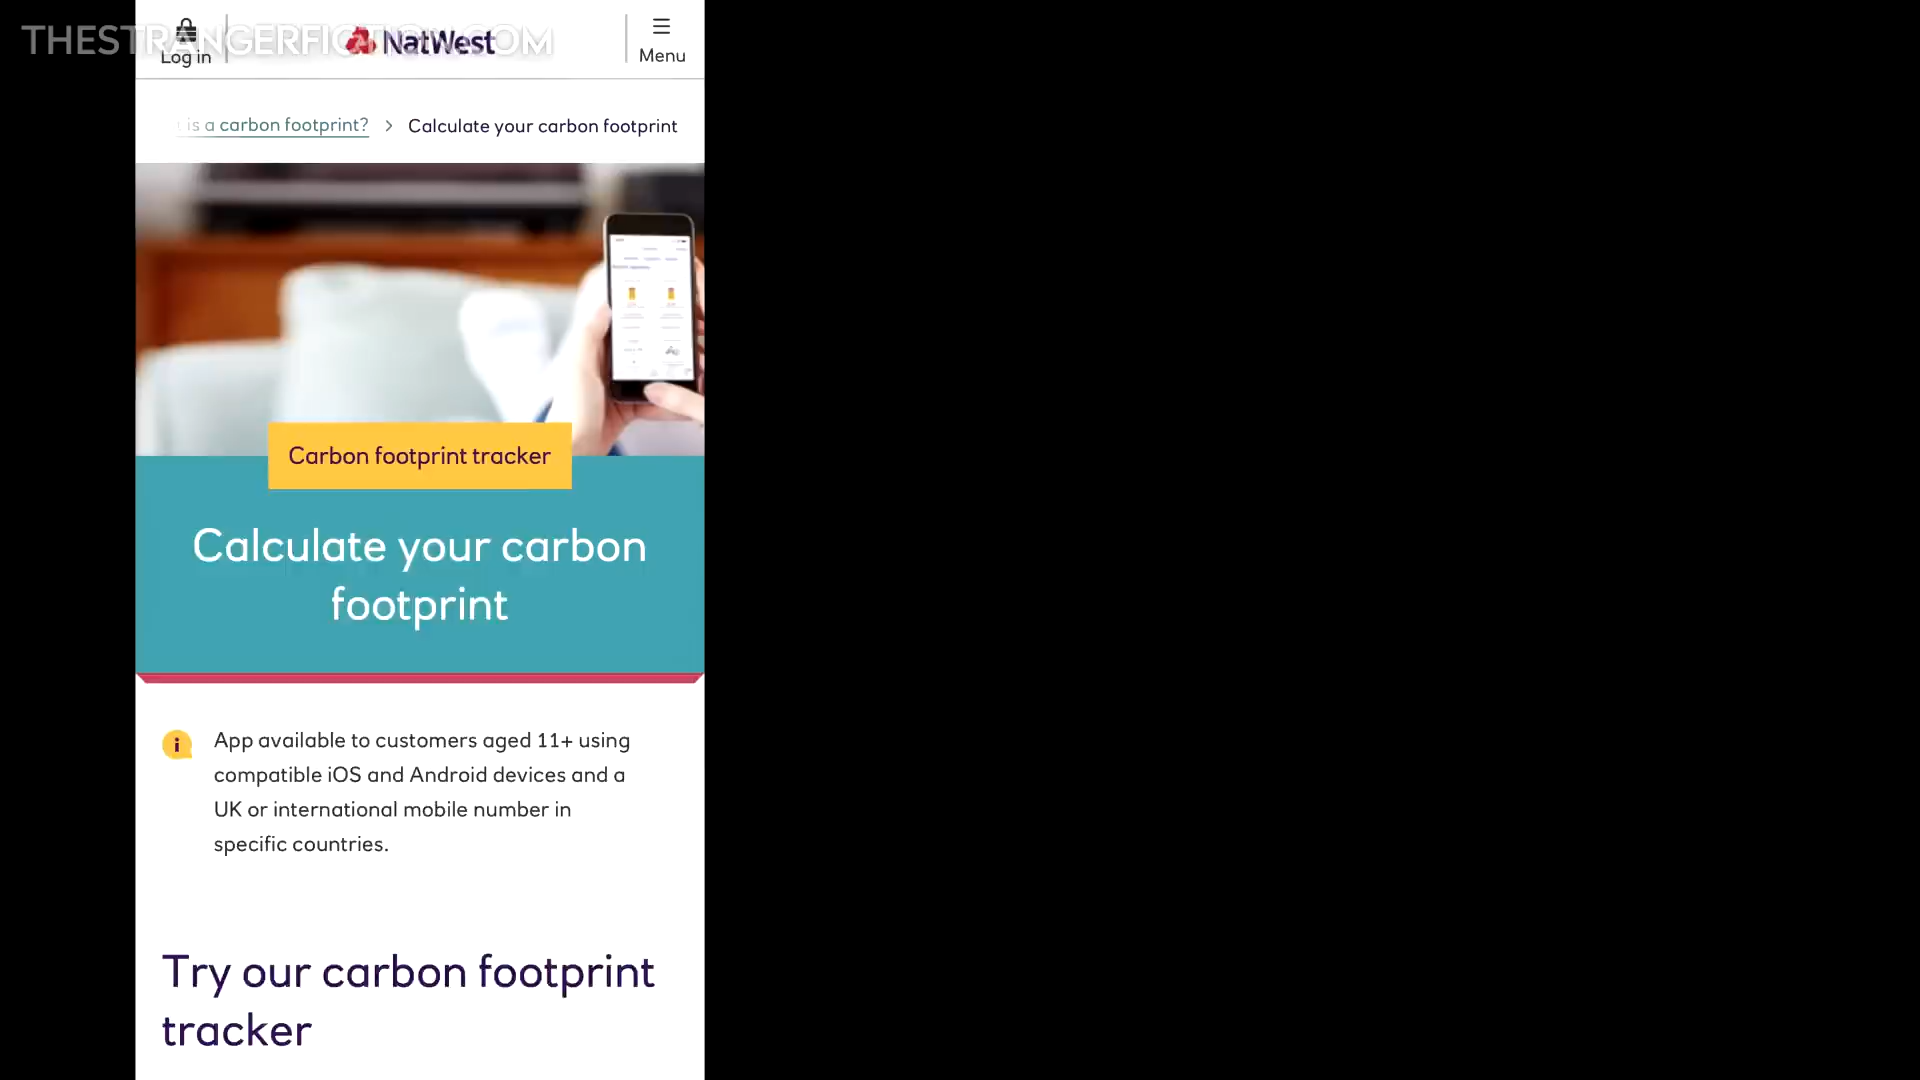 THESTRANGERFICTION.COM
Log in
NatWest
Menu
is a carbon footprint?
Calculate your carbon footprint
Carbon footprint tracker
Calculate your carbon
footprint
App available to customers aged 11+ using
compatible iOS and Android devices and a
UK or international mobile number in
specific countries.
Try our carbon footprint
tracker